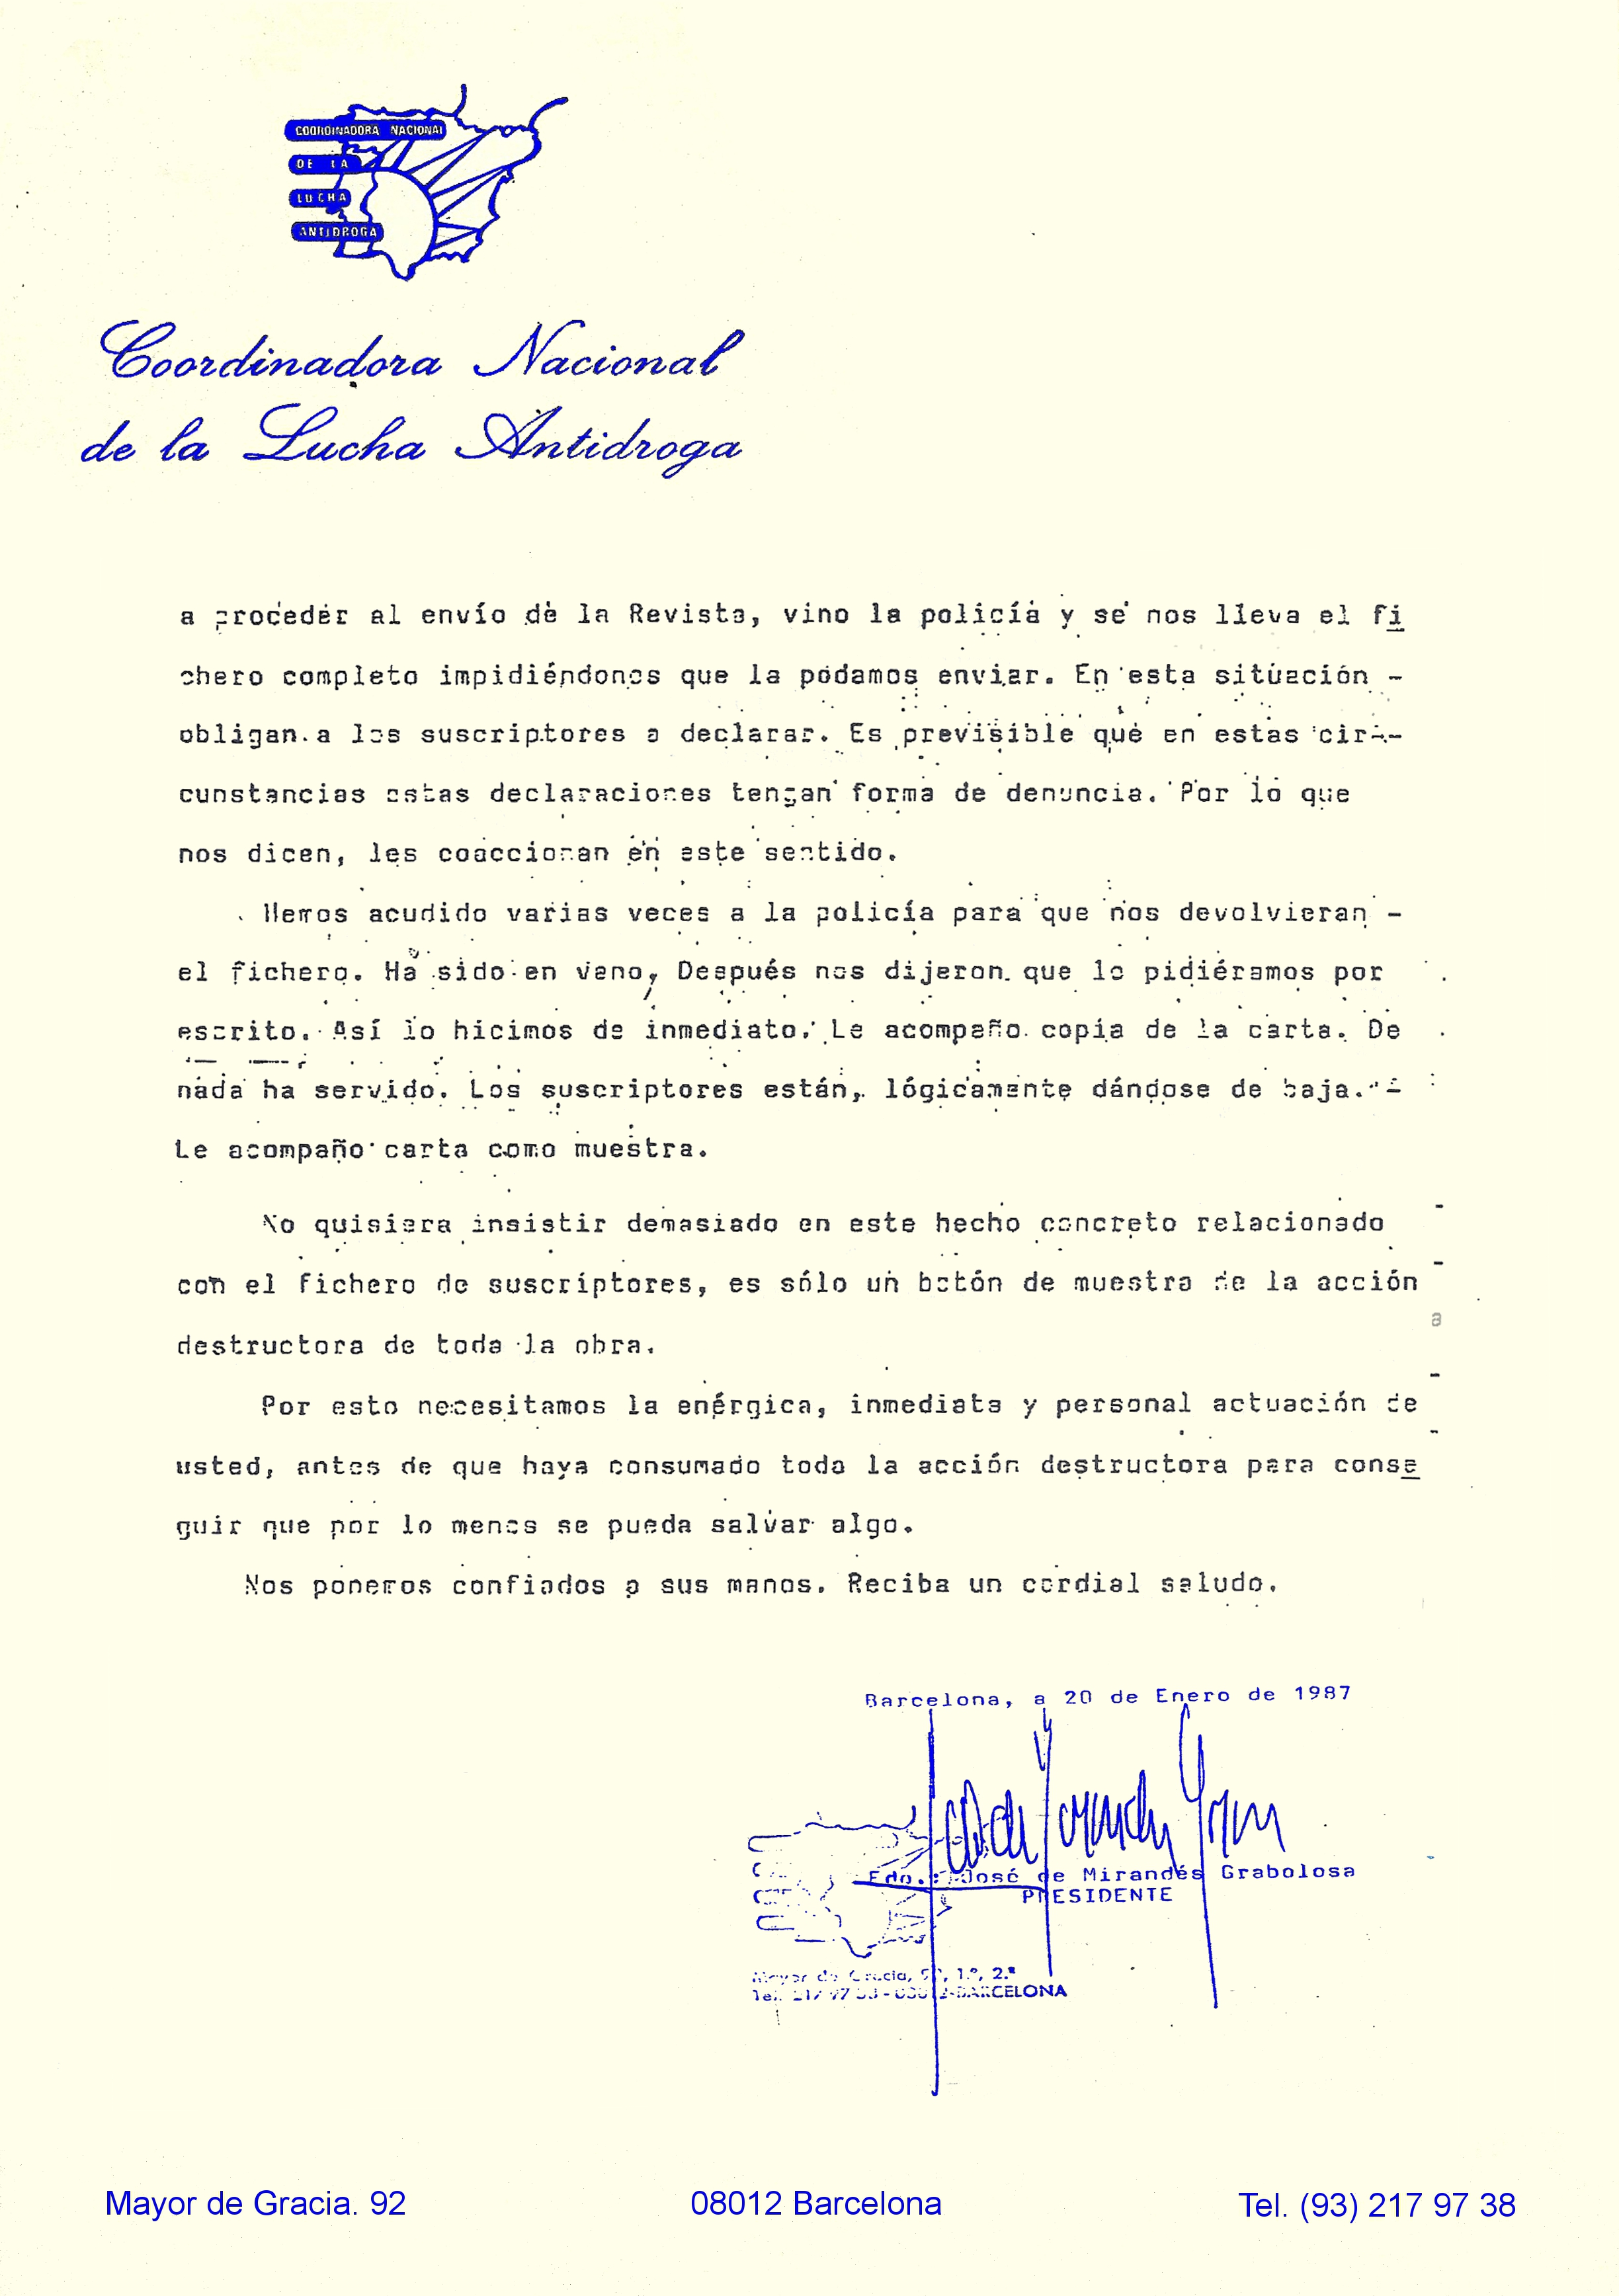 COORDINADORA NACIONAL
DE LA
LUCHA
ANTIDROGA
Coordinadora Nacional
de la Lucha Antidroga
a proceder al envío de la Revista, vino la policía y se nos lleva el fi
chero completo impidiéndonos que la podamos enviar. En esta situación -
obligan a los suscriptores a declarar. Es previsible que en estas cir-
cunstancias estas declaraciones tengan forma de denuncia. Por lo que
nos dicen, les coaccionan en este sentido.
Hemos acudido varias veces a la policía para que nos devolvieran -
el fichero. Ha sido en vano, Después nos dijeron que lo pidiéramos por
escrito. Así lo hicimos de inmediato. Le acompaño copia de la carta. De
nada ha servido. Los suscriptores están, lógicamente dándose de baja. -
Le acompaño carta como muestra.
No quisiera insistir demasiado en este hecho concreto relacionado
con el fichero de suscriptores, es sólo un botón de muestra de la acción
destructora de toda la obra.
Por esto necesitamos la enérgica, inmediata y personal actuación de
usted, antes de que haya consumado toda la acción destructora para conse
guir que por lo menos se pueda salvar algo.
Nos ponemos confiados a sus manos. Reciba un cordial saludo.
Barcelona, a 20 de Enero de 1987
Fdo.: José de Mirandés Grabolosa
PRESIDENTE
Mayor de Gracia, 1.º, 2.ª
Tel. 217 97 38 - 08012-BARCELONA
Mayor de Gracia. 92
08012 Barcelona
Tel. (93) 217 97 38